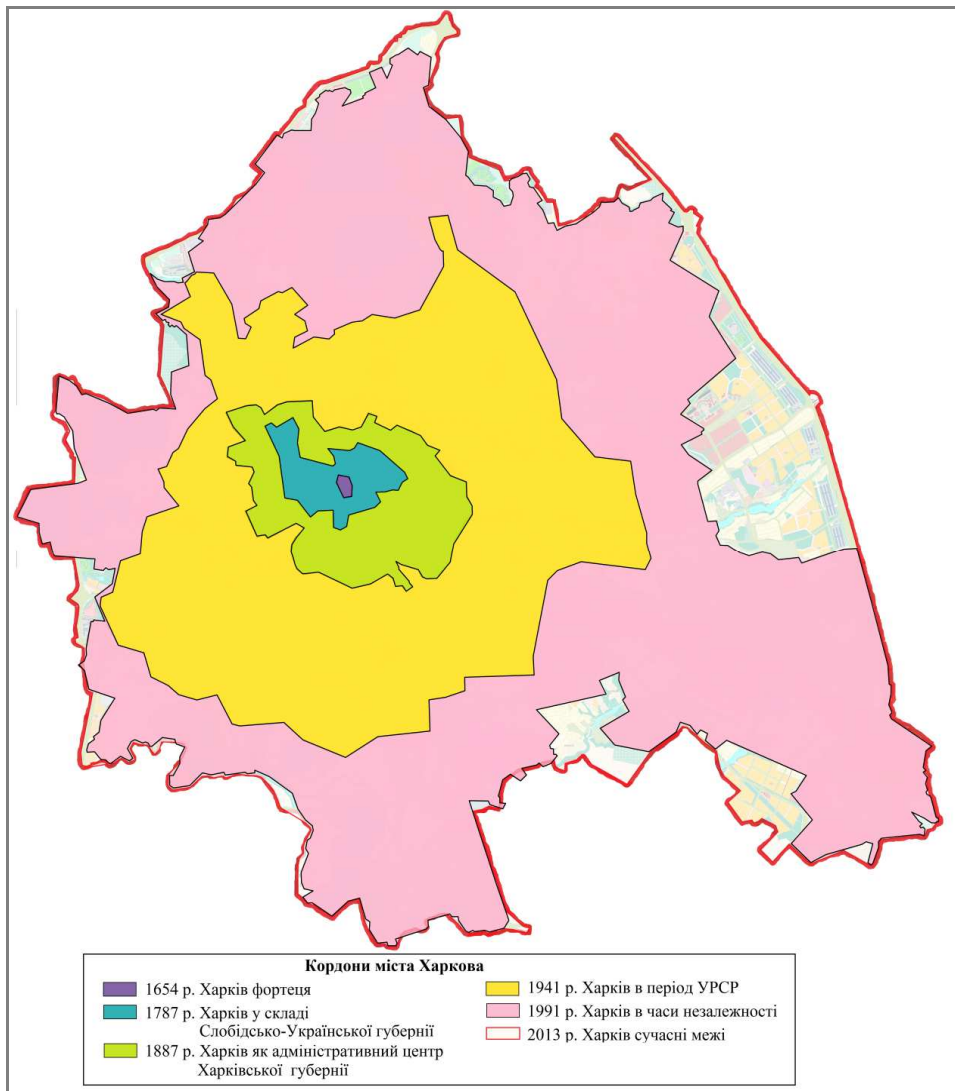 Кордони міста Харкова
1654 р. Харків фортеця
1787 р. Харків у складі
Слобідсько-Української губернії
1887 р. Харків як адміністративний центр
Харківської губернії
1941 р. Харків в період УРСР
1991 р. Харків в часи незалежності
2013 р. Харків сучасні межі